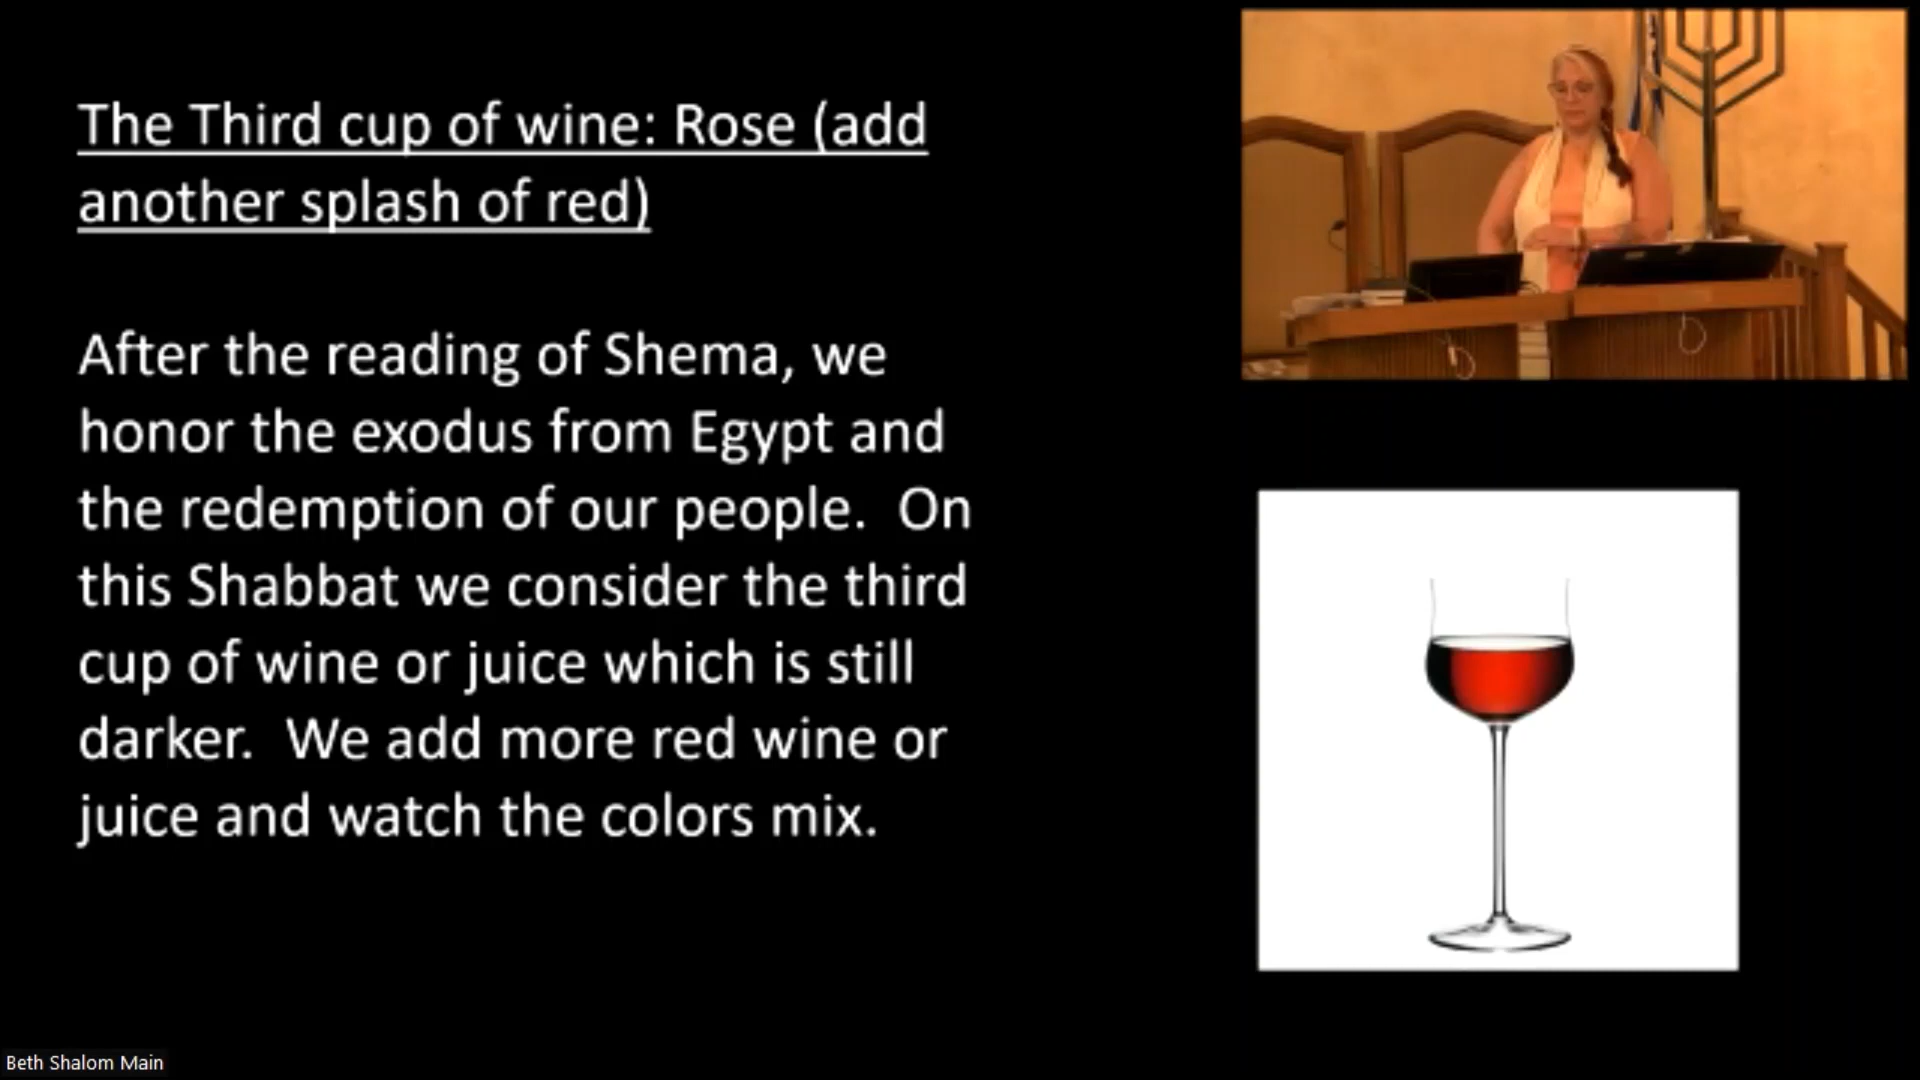 The Third cup of wine: Rose (add
another splash of red)
After the reading of Shema, we
honor the exodus from Egypt and
the redemption of our people.  On
this Shabbat we consider the third
cup of wine or juice which is still
darker.  We add more red wine or
juice and watch the colors mix.
Beth Shalom Main